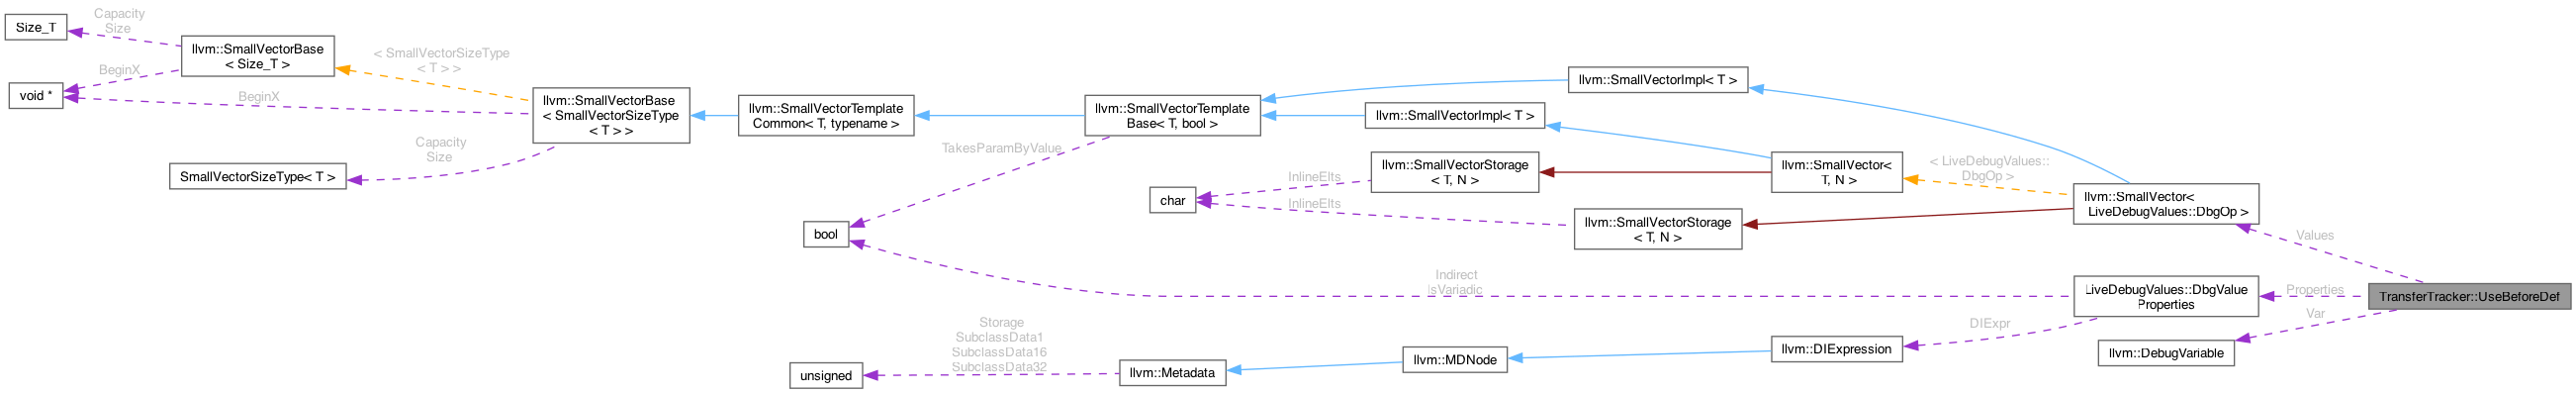 Size_T
Capacity
Size
llvm::SmallVectorBase
< Size_T >
BeginX
void *
< SmallVectorSizeType
< T > >
BeginX
llvm::SmallVectorBase
< SmallVectorSizeType
< T > >
Capacity
Size
SmallVectorSizeType< T >
llvm::SmallVectorTemplate
Common< T, typename >
llvm::SmallVectorTemplate
Base< T, bool >
TakesParamByValue
bool
llvm::SmallVectorImpl< T >
llvm::SmallVectorImpl< T >
llvm::SmallVectorStorage
< T, N >
InlineElts
char
InlineElts
llvm::SmallVectorStorage
< T, N >
llvm::SmallVector<
T, N >
< LiveDebugValues::
DbgOp >
llvm::SmallVector<
LiveDebugValues::DbgOp >
Values
Indirect
IsVariadic
LiveDebugValues::DbgValue
Properties
Properties
TransferTracker::UseBeforeDef
Var
llvm::DebugVariable
DIExpr
llvm::DIExpression
llvm::MDNode
llvm::Metadata
Storage
SubclassData1
SubclassData16
SubclassData32
unsigned